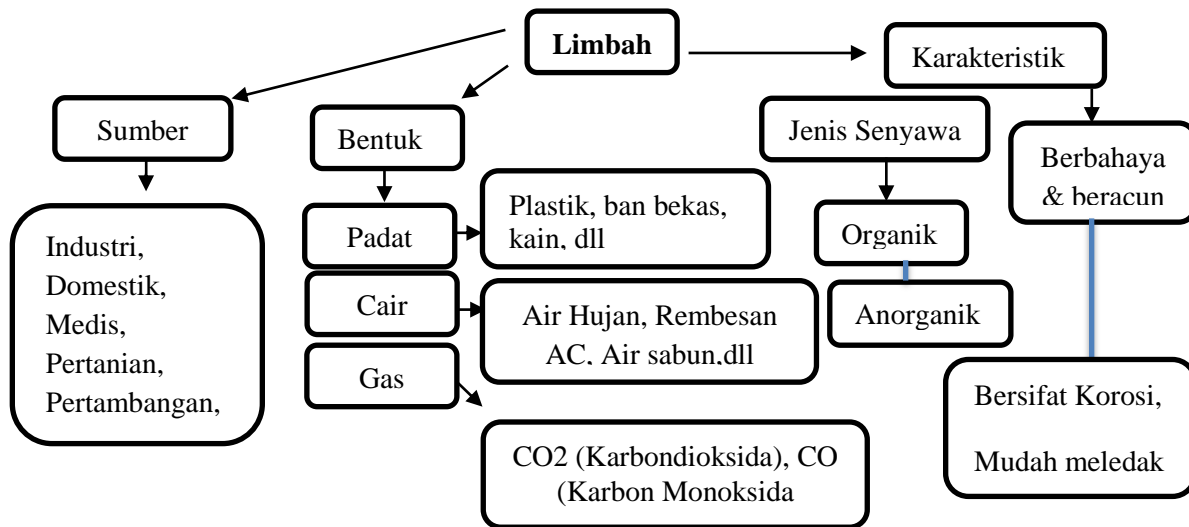 Limbah
Karakteristik
Sumber
Bentuk
Jenis Senyawa
Berbahaya
& beracun
Industri,
Domestik,
Medis,
Pertanian,
Pertambangan,
Padat
Plastik, ban bekas,
kain, dll
Organik
Cair
Air Hujan, Rembesan
AC, Air sabun,dll
Anorganik
Gas
Bersifat Korosi,
Mudah meledak
CO2 (Karbondioksida), CO
(Karbon Monoksida